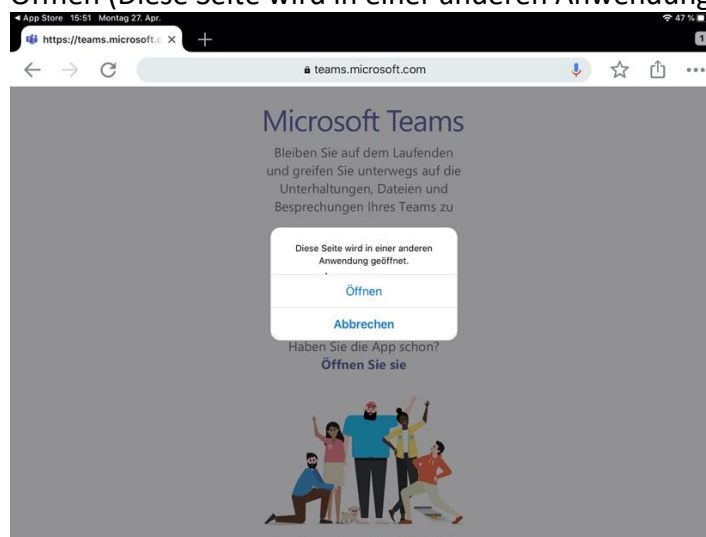 Öffnen (Diese Seite wird in einer anderen Anwendung
App Store 15:51 Montag 27. Apr. 47 %
https://teams.microsoft.c
1
teams.microsoft.com
Microsoft Teams
Bleiben Sie auf dem Laufenden
und greifen Sie unterwegs auf die
Unterhaltungen, Dateien und
Besprechungen Ihres Teams zu
Diese Seite wird in einer anderen
Anwendung geöffnet.
Öffnen
Abbrechen
Haben Sie die App schon?
Öffnen Sie sie